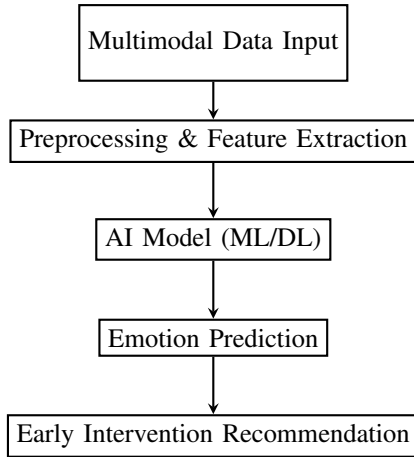 Multimodal Data Input
Preprocessing & Feature Extraction
AI Model (ML/DL)
Emotion Prediction
Early Intervention Recommendation